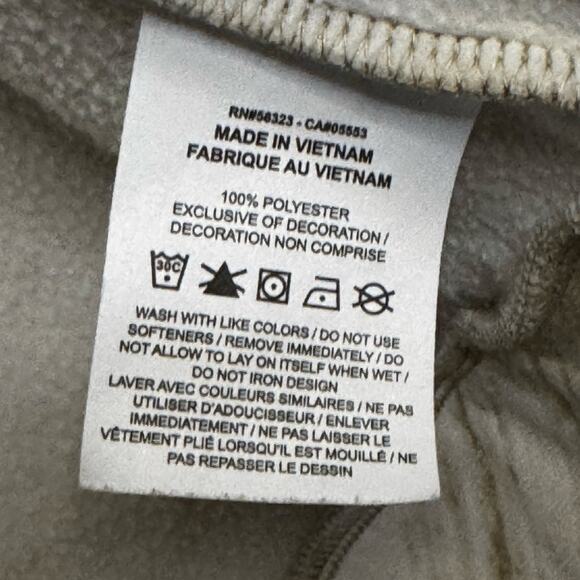 RN#56323 - CA#05553
MADE IN VIETNAM
FABRIQUE AU VIETNAM
100% POLYESTER
EXCLUSIVE OF DECORATION /
DECORATION NON COMPRISE
30C
WASH WITH LIKE COLORS / DO NOT USE
SOFTENERS / REMOVE IMMEDIATELY / DO
NOT ALLOW TO LAY ON ITSELF WHEN WET /
DO NOT IRON DESIGN
LAVER AVEC COULEURS SIMILAIRES / NE PAS
UTILISER D'ADOUCISSEUR / ENLEVER
IMMEDIATEMENT / NE PAS LAISSER LE
VÊTEMENT PLIÉ LORSQU'IL EST MOUILLÉ / NE
PAS REPASSER LE DESSIN